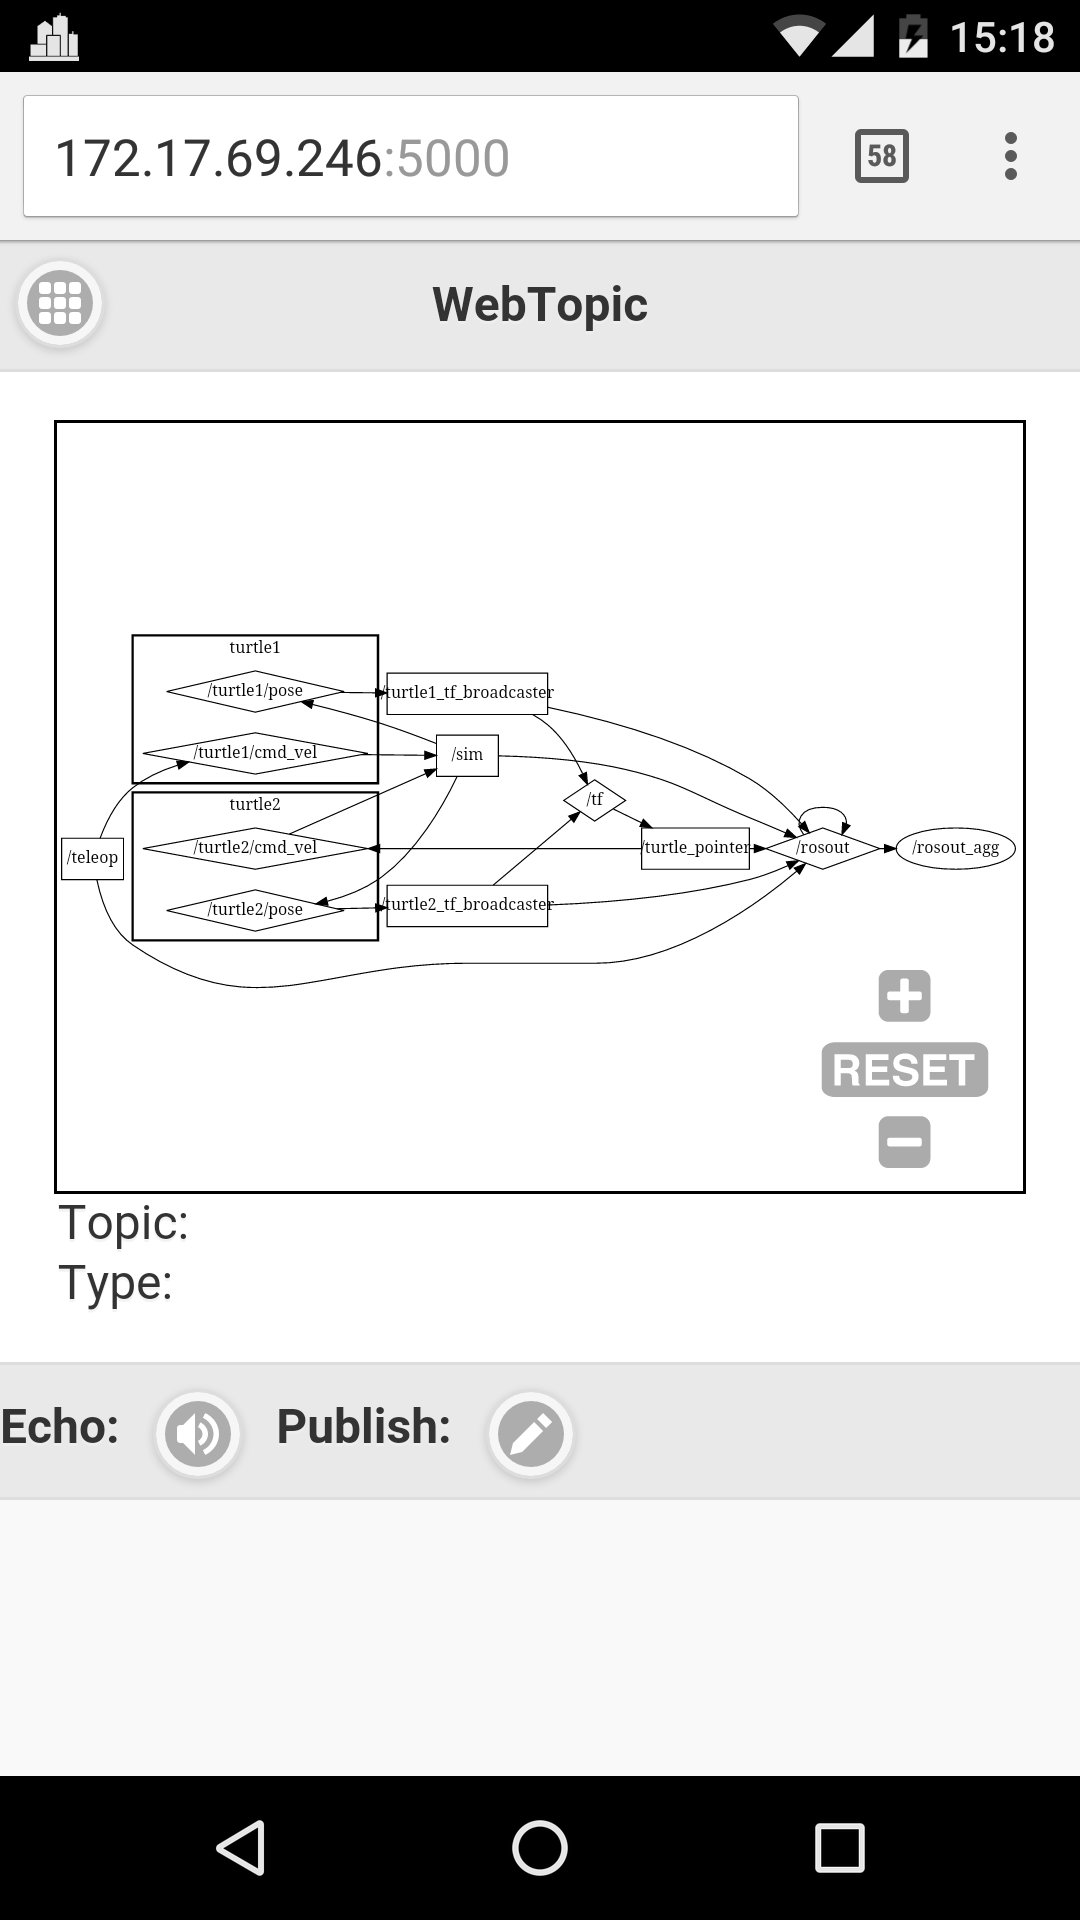 15:18
172.17.69.246:5000
58
WebTopic
turtle1
/turtle1/pose
/turtle1_tf_broadcaster
/turtle1/cmd_vel
/sim
turtle2
/tf
/teleop
/turtle2/cmd_vel
/turtle_pointer
/rosout
/rosout_agg
/turtle2/pose
/turtle2_tf_broadcaster
RESET
Topic:
Type:
Echo: Publish: